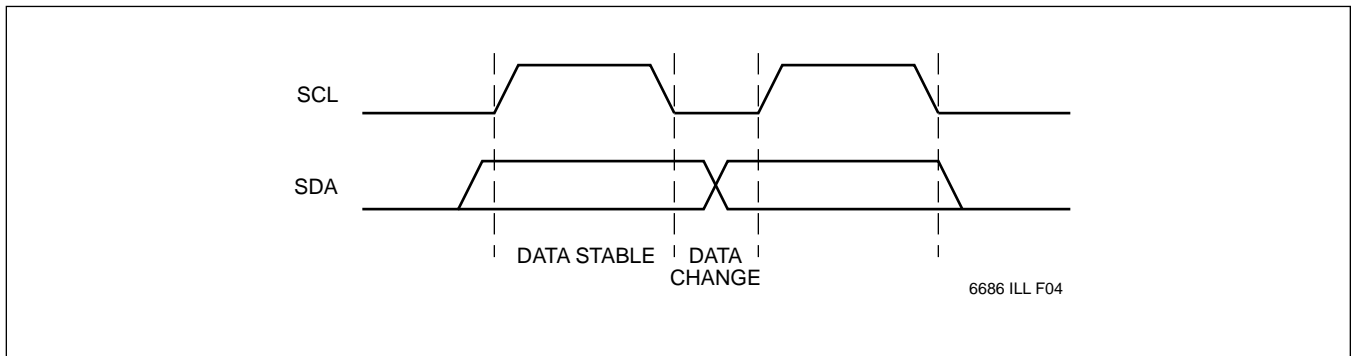 SCL
SDA
DATA STABLE
DATA
CHANGE
6686 ILL F04